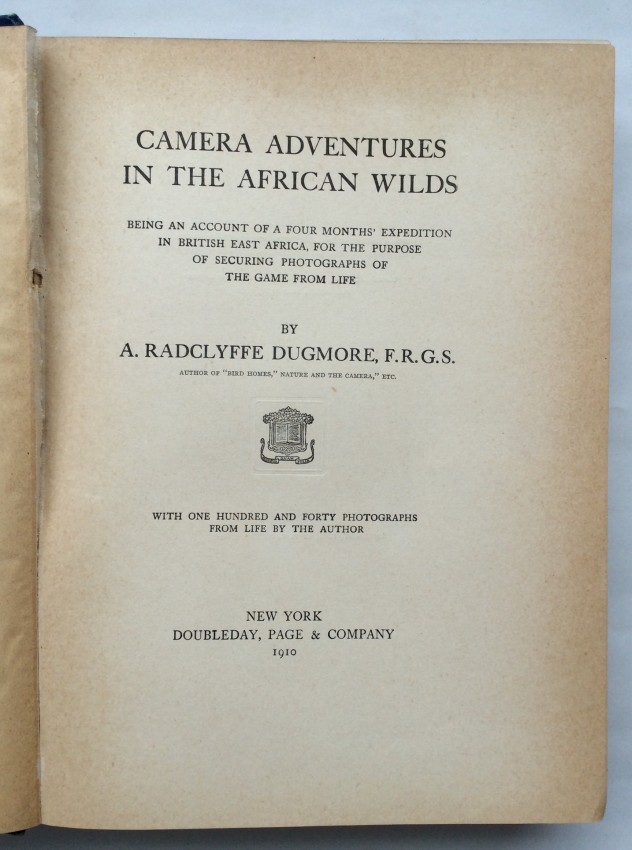 CAMERA ADVENTURES
IN THE AFRICAN WILDS
BEING AN ACCOUNT OF A FOUR MONTHS' EXPEDITION
IN BRITISH EAST AFRICA, FOR THE PURPOSE
OF SECURING PHOTOGRAPHS OF
THE GAME FROM LIFE
BY
A. RADCLYFFE DUGMORE, F.R.G.S.
AUTHOR OF "BIRD HOMES," NATURE AND THE CAMERA," ETC.
WITH ONE HUNDRED AND FORTY PHOTOGRAPHS
FROM LIFE BY THE AUTHOR
NEW YORK
DOUBLEDAY, PAGE & COMPANY
1910